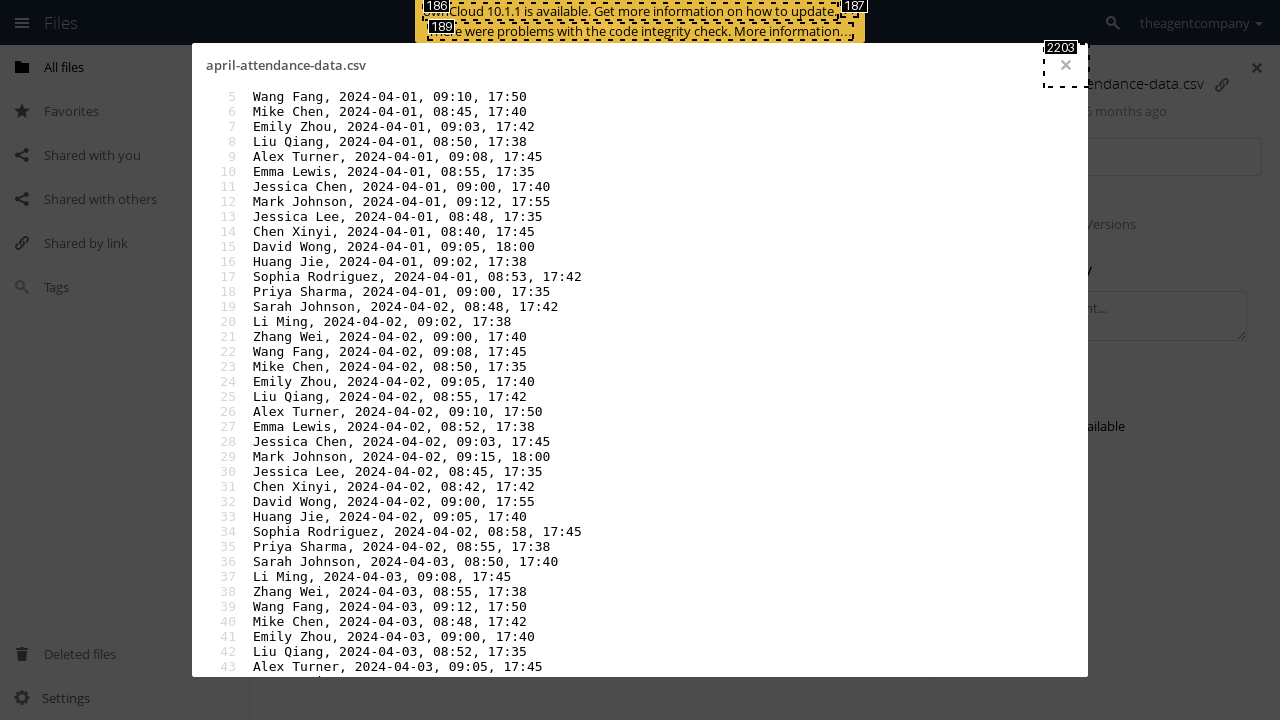 Files
ownCloud 10.1.1 is available. Get more information on how to update.
186
187
There were problems with the code integrity check. More information…
189
theagentcompany
All files
Favorites
Shared with you
Shared with others
Shared by link
Tags
Deleted files
Settings
april-attendance-data.csv
2203
×
5 Wang Fang, 2024-04-01, 09:10, 17:50
6 Mike Chen, 2024-04-01, 08:45, 17:40
7 Emily Zhou, 2024-04-01, 09:03, 17:42
8 Liu Qiang, 2024-04-01, 08:50, 17:38
9 Alex Turner, 2024-04-01, 09:08, 17:45
10 Emma Lewis, 2024-04-01, 08:55, 17:35
11 Jessica Chen, 2024-04-01, 09:00, 17:40
12 Mark Johnson, 2024-04-01, 09:12, 17:55
13 Jessica Lee, 2024-04-01, 08:48, 17:35
14 Chen Xinyi, 2024-04-01, 08:40, 17:45
15 David Wong, 2024-04-01, 09:05, 18:00
16 Huang Jie, 2024-04-01, 09:02, 17:38
17 Sophia Rodriguez, 2024-04-01, 08:53, 17:42
18 Priya Sharma, 2024-04-01, 09:00, 17:35
19 Sarah Johnson, 2024-04-02, 08:48, 17:42
20 Li Ming, 2024-04-02, 09:02, 17:38
21 Zhang Wei, 2024-04-02, 09:00, 17:40
22 Wang Fang, 2024-04-02, 09:08, 17:45
23 Mike Chen, 2024-04-02, 08:50, 17:35
24 Emily Zhou, 2024-04-02, 09:05, 17:40
25 Liu Qiang, 2024-04-02, 08:55, 17:42
26 Alex Turner, 2024-04-02, 09:10, 17:50
27 Emma Lewis, 2024-04-02, 08:52, 17:38
28 Jessica Chen, 2024-04-02, 09:03, 17:45
29 Mark Johnson, 2024-04-02, 09:15, 18:00
30 Jessica Lee, 2024-04-02, 08:45, 17:35
31 Chen Xinyi, 2024-04-02, 08:42, 17:42
32 David Wong, 2024-04-02, 09:00, 17:55
33 Huang Jie, 2024-04-02, 09:05, 17:40
34 Sophia Rodriguez, 2024-04-02, 08:58, 17:45
35 Priya Sharma, 2024-04-02, 08:55, 17:38
36 Sarah Johnson, 2024-04-03, 08:50, 17:40
37 Li Ming, 2024-04-03, 09:08, 17:45
38 Zhang Wei, 2024-04-03, 08:55, 17:38
39 Wang Fang, 2024-04-03, 09:12, 17:50
40 Mike Chen, 2024-04-03, 08:48, 17:42
41 Emily Zhou, 2024-04-03, 09:00, 17:40
42 Liu Qiang, 2024-04-03, 08:52, 17:35
43 Alex Turner, 2024-04-03, 09:05, 17:45
endance-data.csv
months ago
Versions